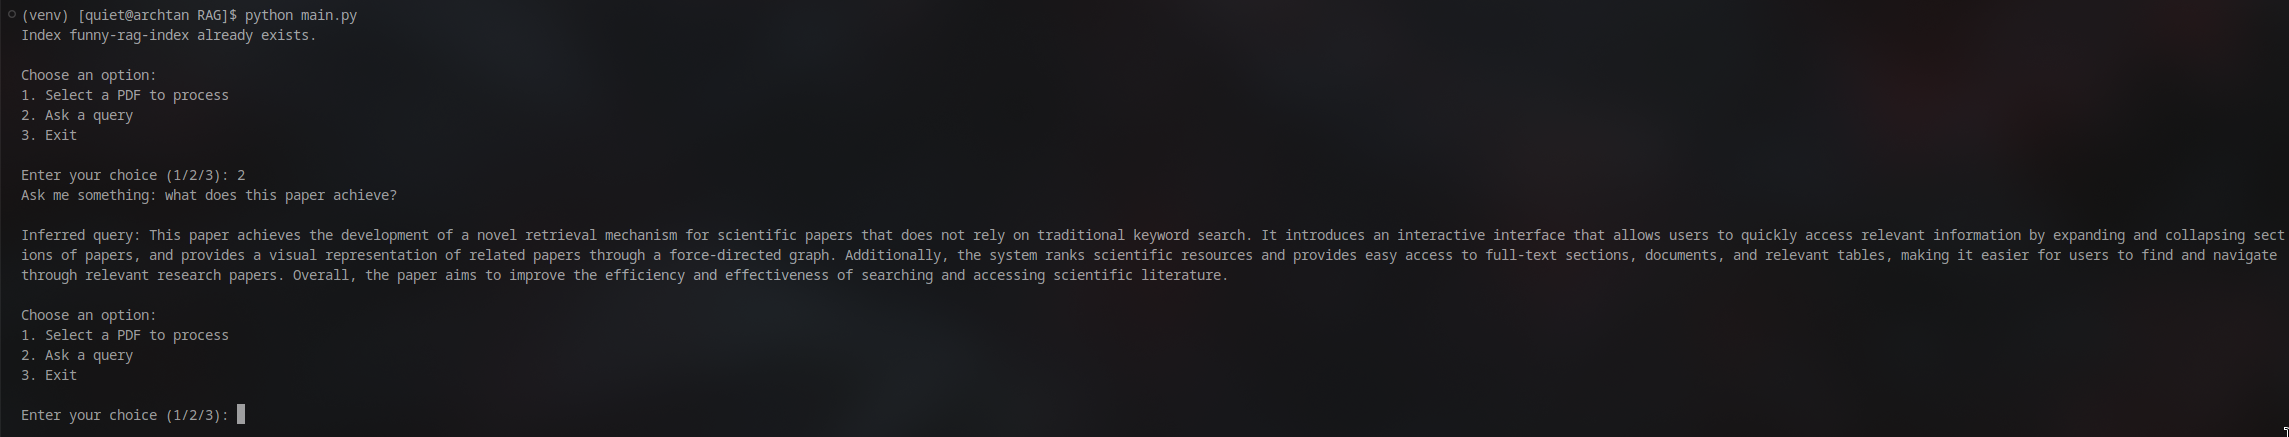 (venv) [quiet@archtan RAG]$ python main.py
Index funny-rag-index already exists.
Choose an option:
1. Select a PDF to process
2. Ask a query
3. Exit
Enter your choice (1/2/3): 2
Ask me something: what does this paper achieve?
Inferred query: This paper achieves the development of a novel retrieval mechanism for scientific papers that does not rely on traditional keyword search. It introduces an interactive interface that allows users to quickly access relevant information by expanding and collapsing sect
ions of papers, and provides a visual representation of related papers through a force-directed graph. Additionally, the system ranks scientific resources and provides easy access to full-text sections, documents, and relevant tables, making it easier for users to find and navigate
through relevant research papers. Overall, the paper aims to improve the efficiency and effectiveness of searching and accessing scientific literature.
Choose an option:
1. Select a PDF to process
2. Ask a query
3. Exit
Enter your choice (1/2/3):